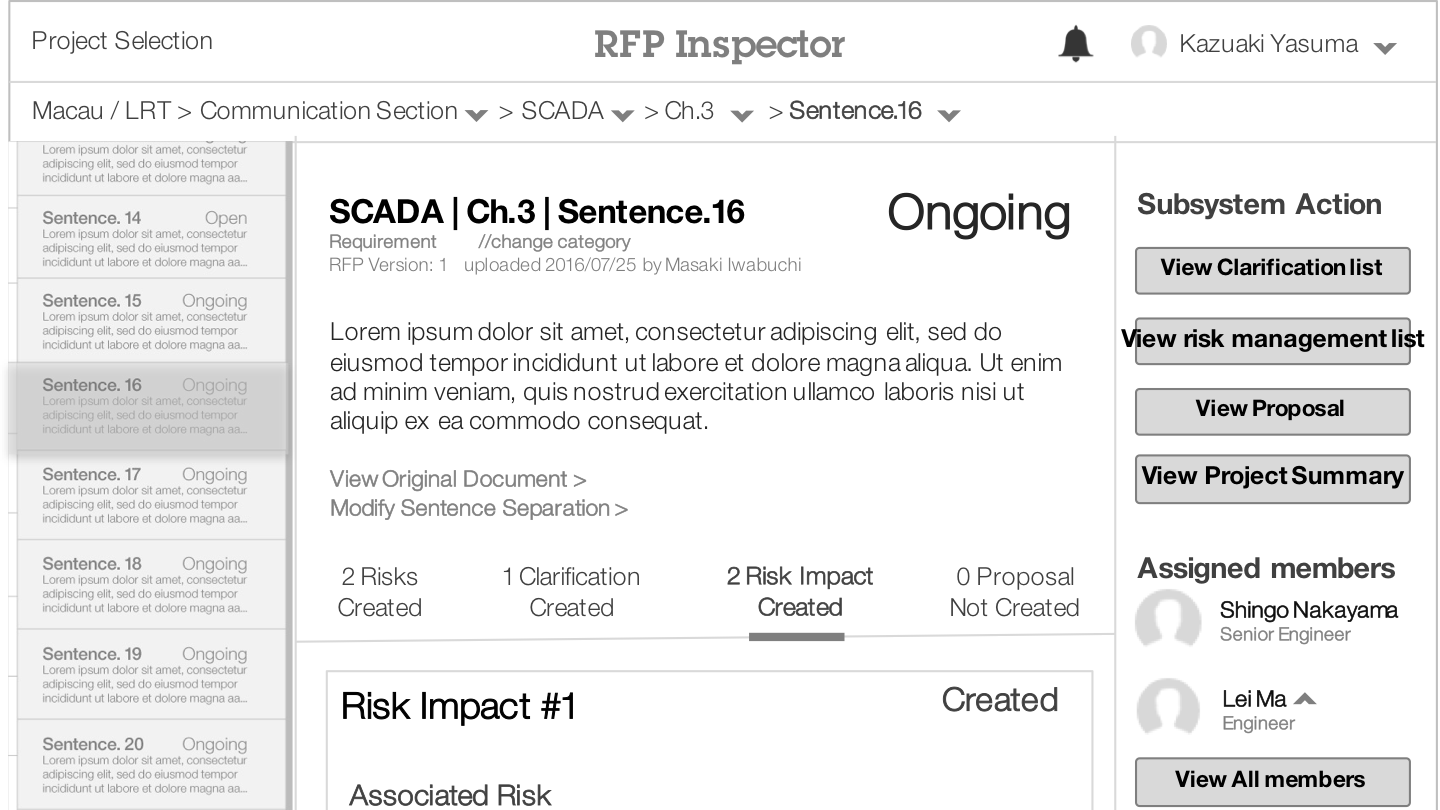 Project Selection
RFP Inspector
Kazuaki Yasuma
Macau / LRT > Communication Section > SCADA > Ch.3 > Sentence.16
Lorem ipsum dolor sit amet, consectetur
adipiscing elit, sed do eiusmod tempor
incididunt ut labore et dolore magna aa...
Sentence. 14 Open
Lorem ipsum dolor sit amet, consectetur
adipiscing elit, sed do eiusmod tempor
incididunt ut labore et dolore magna aa...
Sentence. 15 Ongoing
Lorem ipsum dolor sit amet, consectetur
adipiscing elit, sed do eiusmod tempor
incididunt ut labore et dolore magna aa...
Sentence. 16 Ongoing
Lorem ipsum dolor sit amet, consectetur
adipiscing elit, sed do eiusmod tempor
incididunt ut labore et dolore magna aa...
Sentence. 17 Ongoing
Lorem ipsum dolor sit amet, consectetur
adipiscing elit, sed do eiusmod tempor
incididunt ut labore et dolore magna aa...
Sentence. 18 Ongoing
Lorem ipsum dolor sit amet, consectetur
adipiscing elit, sed do eiusmod tempor
incididunt ut labore et dolore magna aa...
Sentence. 19 Ongoing
Lorem ipsum dolor sit amet, consectetur
adipiscing elit, sed do eiusmod tempor
incididunt ut labore et dolore magna aa...
Sentence. 20 Ongoing
Lorem ipsum dolor sit amet, consectetur
adipiscing elit, sed do eiusmod tempor
incididunt ut labore et dolore magna aa...
SCADA | Ch.3 | Sentence.16
Ongoing
Requirement //change category
RFP Version: 1 uploaded 2016/07/25 by Masaki Iwabuchi
Lorem ipsum dolor sit amet, consectetur adipiscing elit, sed do
eiusmod tempor incididunt ut labore et dolore magna aliqua. Ut enim
ad minim veniam, quis nostrud exercitation ullamco laboris nisi ut
aliquip ex ea commodo consequat.
View Original Document >
Modify Sentence Separation >
2 Risks
Created
1 Clarification
Created
2 Risk Impact
Created
0 Proposal
Not Created
Risk Impact #1
Created
Associated Risk
Subsystem Action
View Clarification list
View risk management list
View Proposal
View Project Summary
Assigned members
Shingo Nakayama
Senior Engineer
Lei Ma
Engineer
View All members